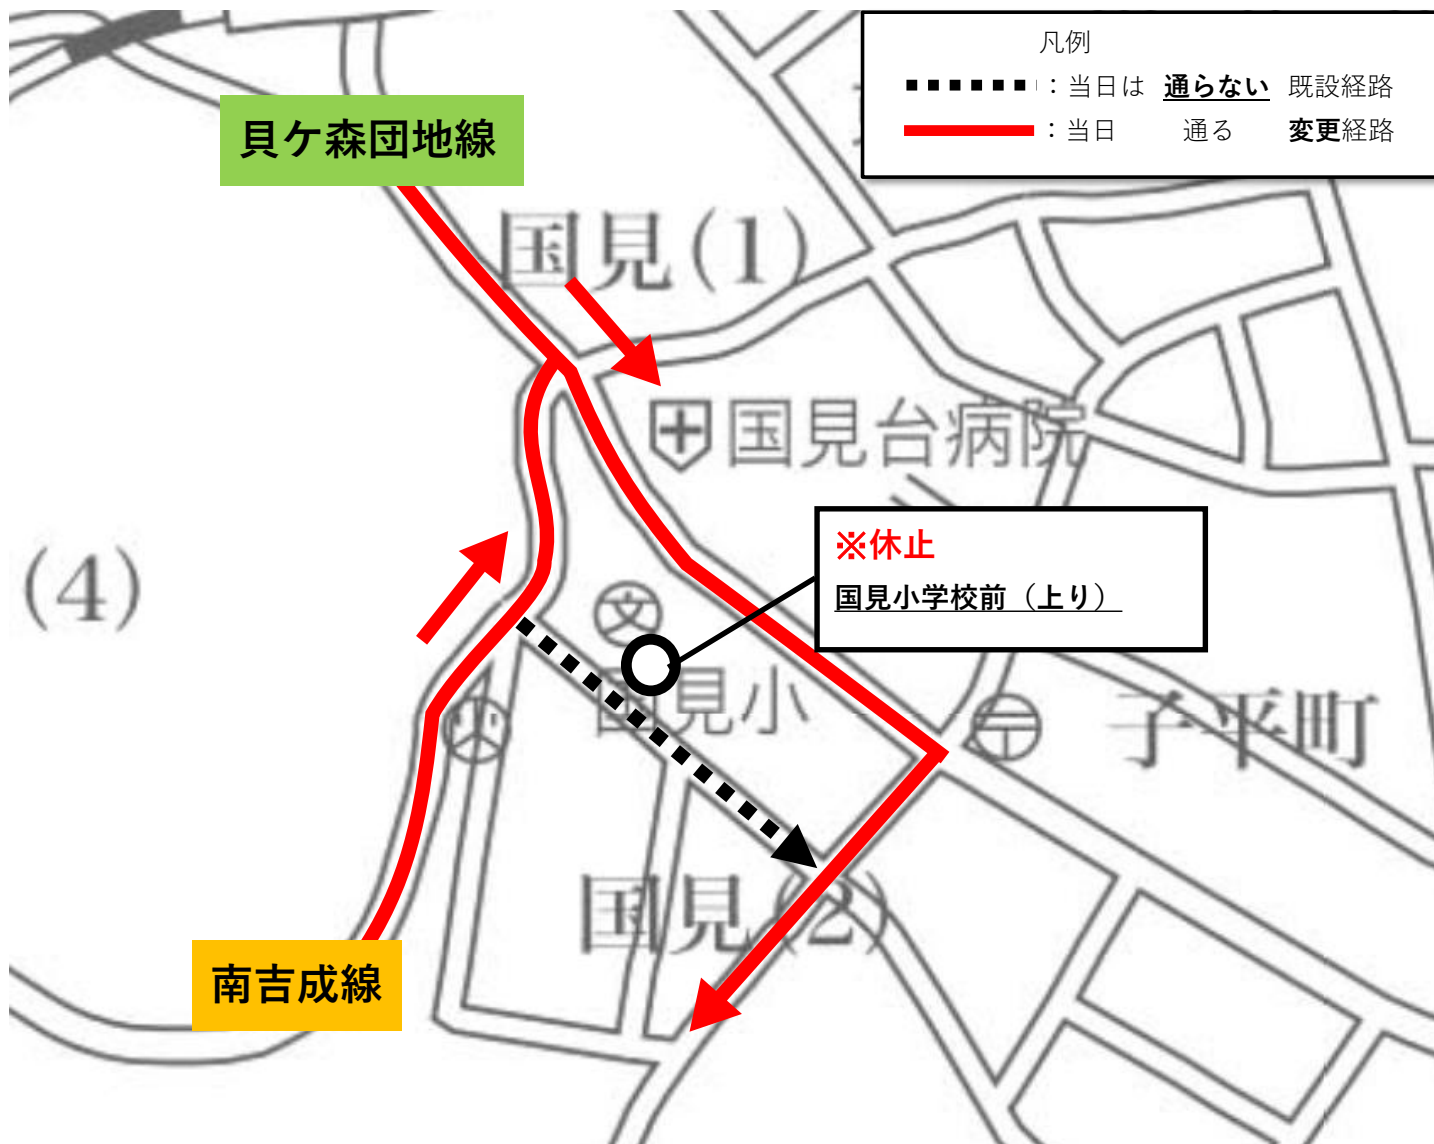 凡例
：当日は 通らない 既設経路
：当日 通る 変更経路
貝ケ森団地線
国見(1)
国見台病院
※休止
国見小学校前（上り）
(4)
文
国見小
子平町
国見(2)
南吉成線